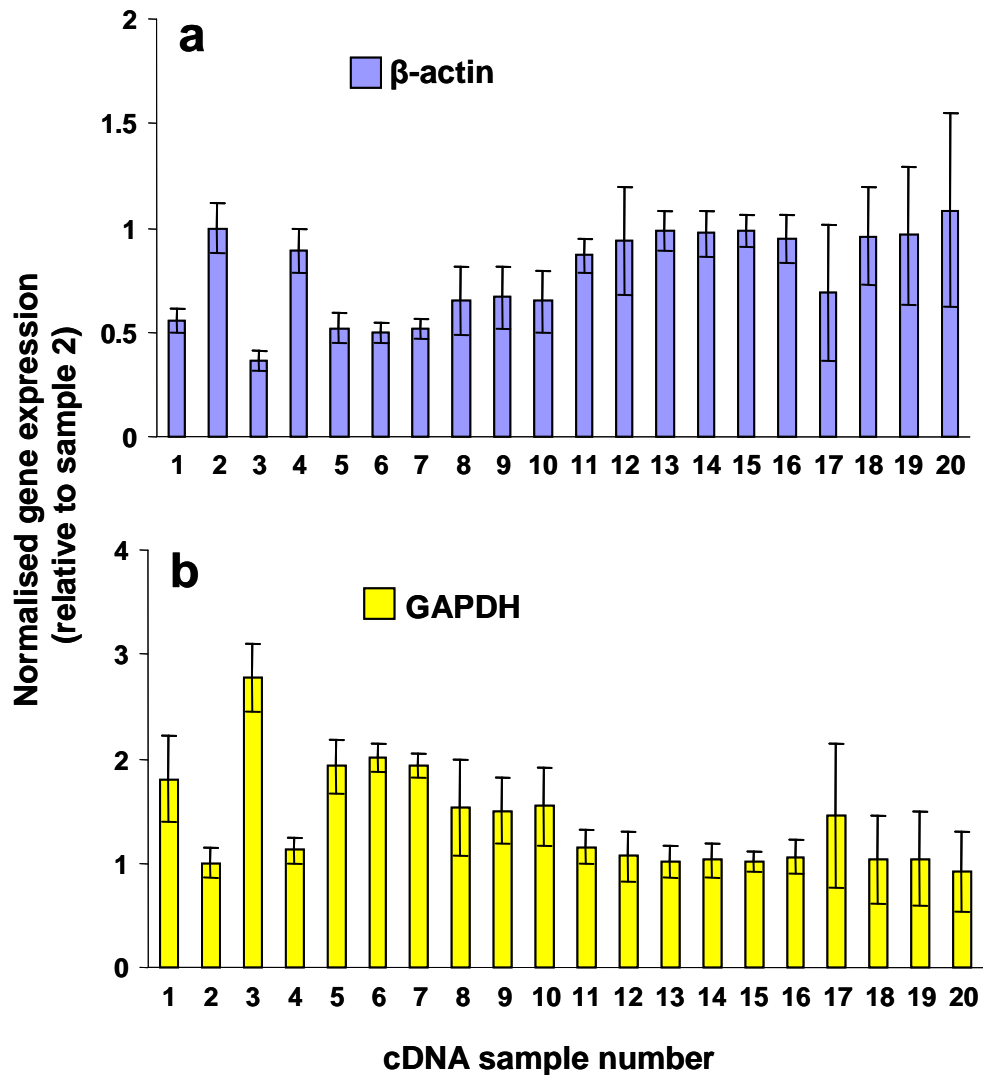 a
β-actin
2
1.5
1
0.5
0
1 2 3 4 5 6 7 8 9 10 11 12 13 14 15 16 17 18 19 20
Normalised gene expression
(relative to sample 2)
b
GAPDH
4
3
2
1
0
1 2 3 4 5 6 7 8 9 10 11 12 13 14 15 16 17 18 19 20
cDNA sample number